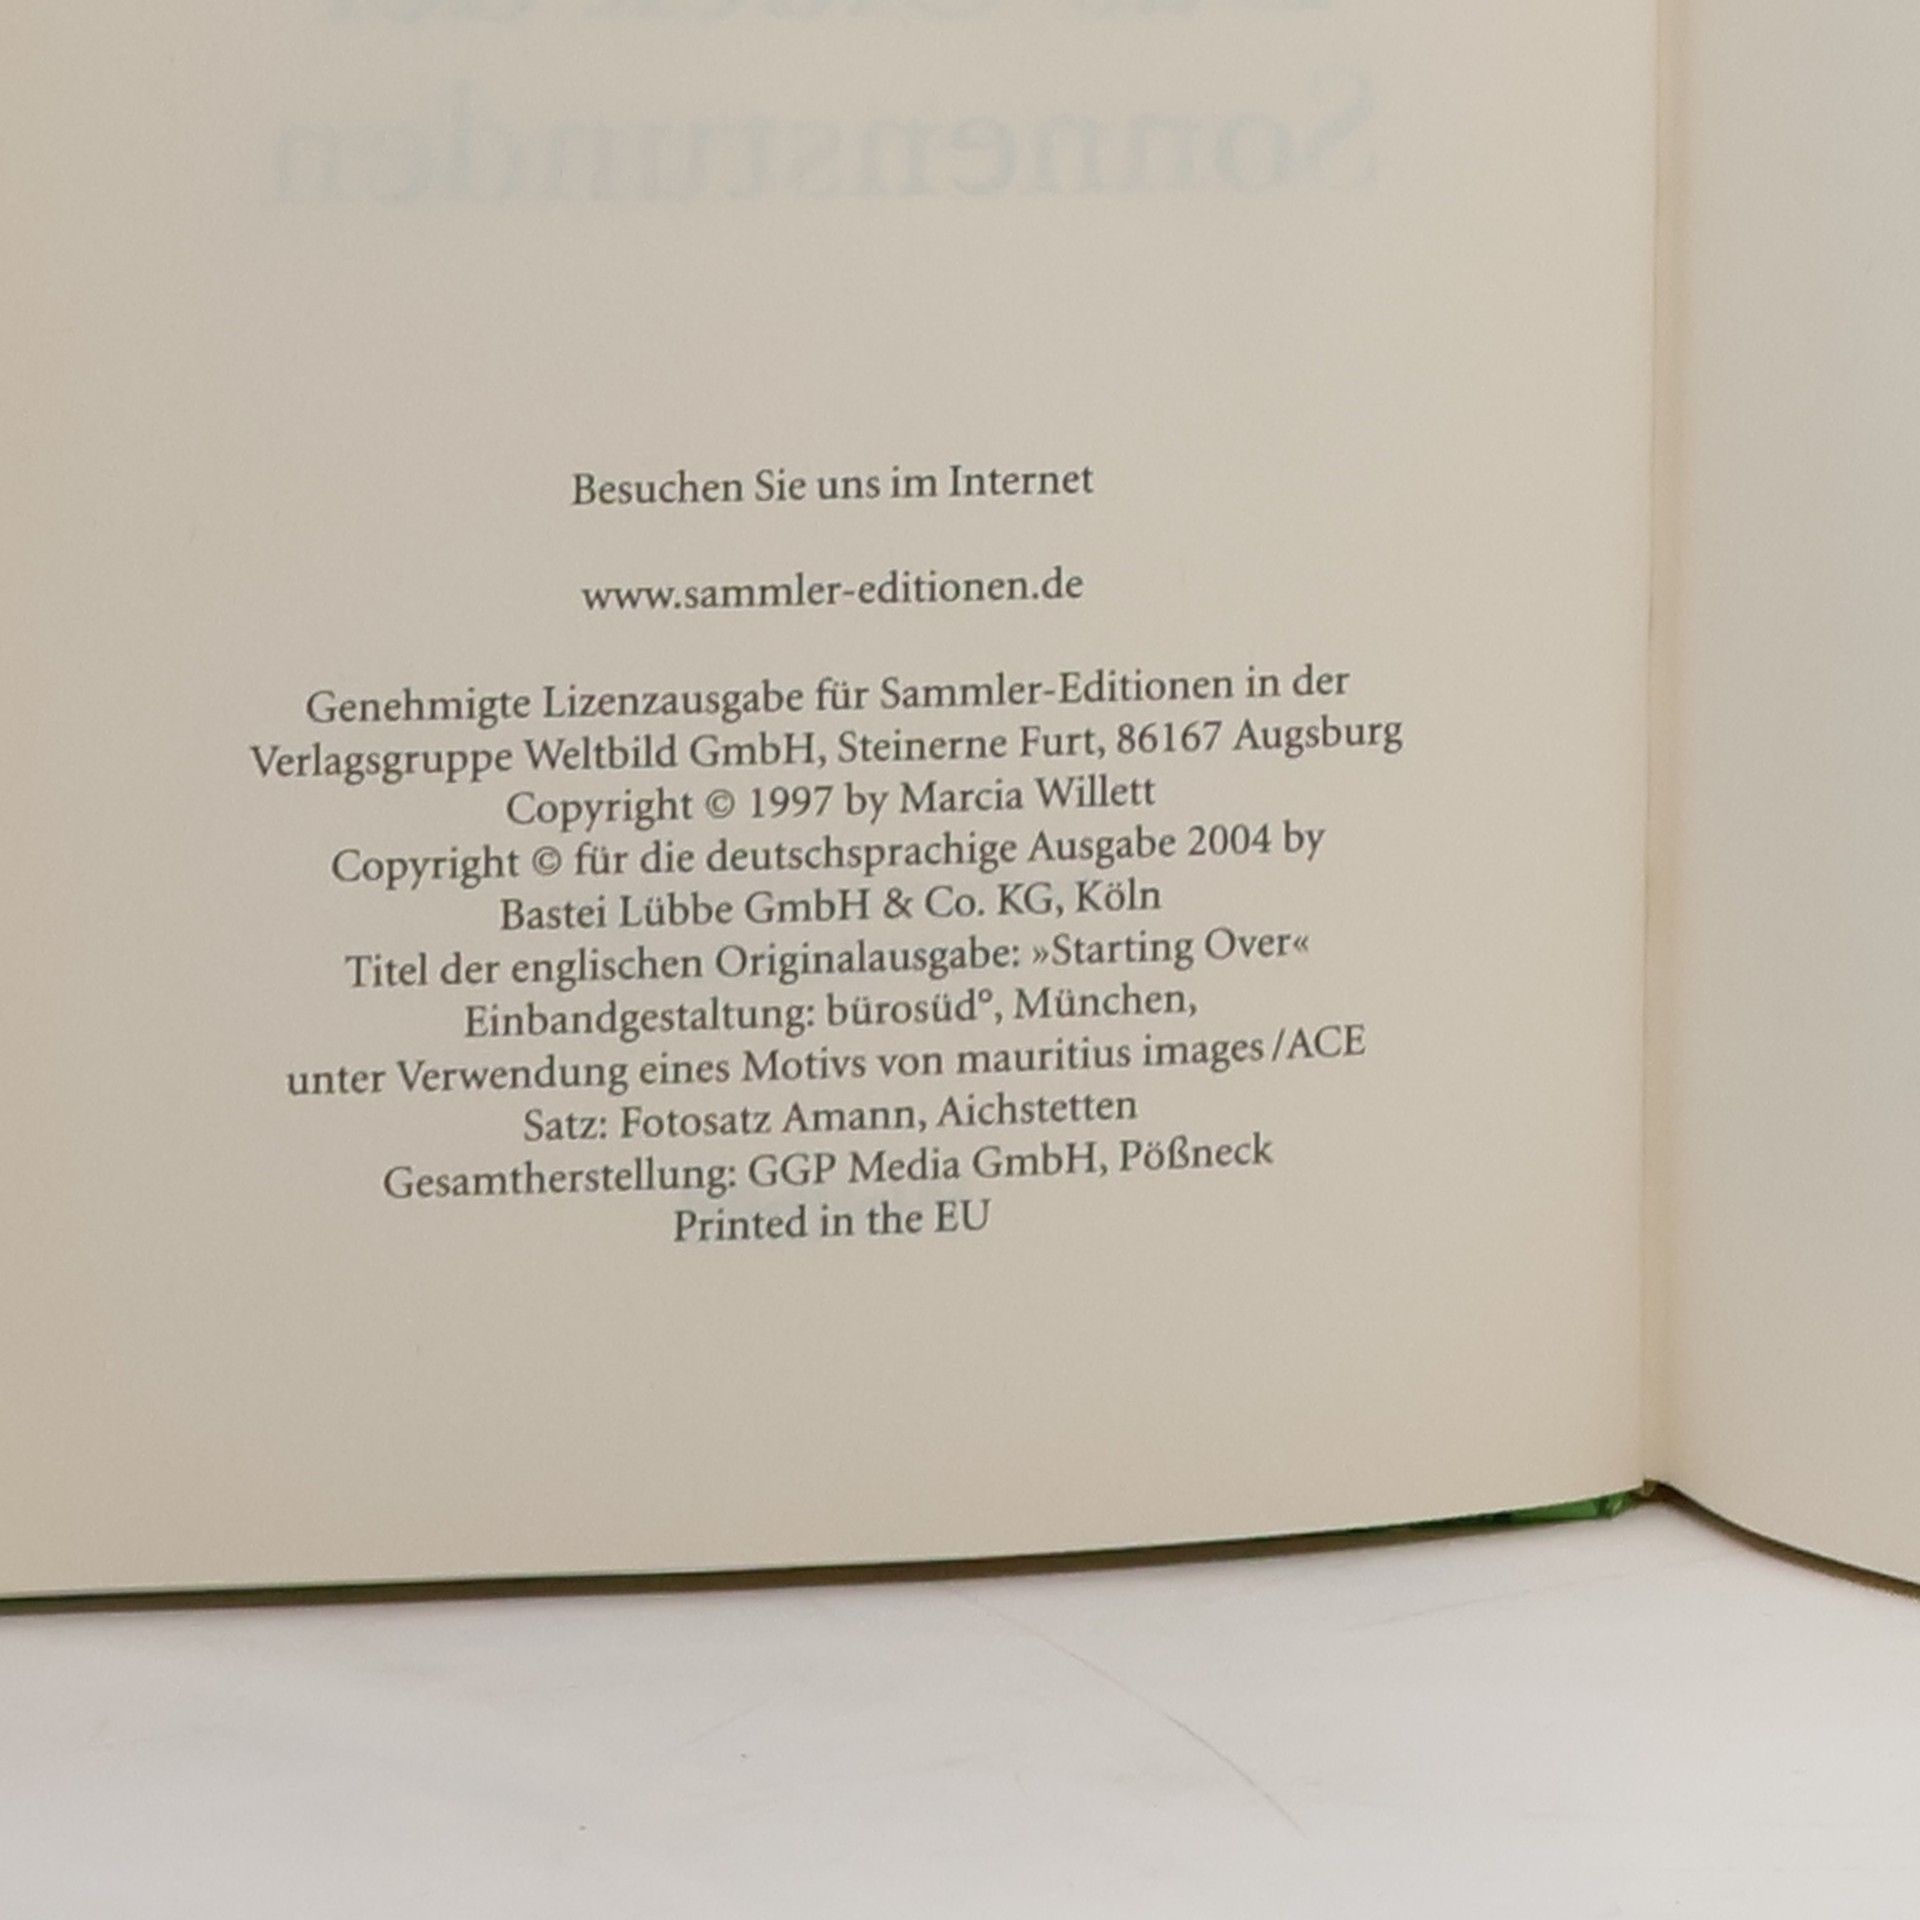 Sonnenstunden
Besuchen Sie uns im Internet
www.sammler-editionen.de
Genehmigte Lizenzausgabe für Sammler-Editionen in der
Verlagsgruppe Weltbild GmbH, Steinerne Furt, 86167 Augsburg
Copyright © 1997 by Marcia Willett
Copyright © für die deutschsprachige Ausgabe 2004 by
Bastei Lübbe GmbH & Co. KG, Köln
Titel der englischen Originalausgabe: »Starting Over«
Einbandgestaltung: bürosüd°, München,
unter Verwendung eines Motivs von mauritius images/ACE
Satz: Fotosatz Amann, Aichstetten
Gesamtherstellung: GGP Media GmbH, Pößneck
Printed in the EU